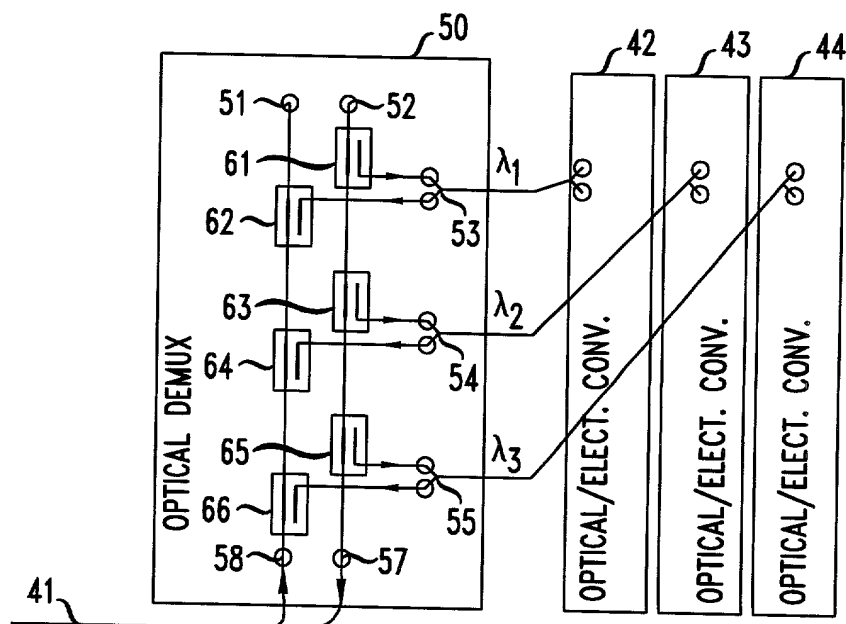 50
42
43
44
51
52
61
λ1
62
53
63
λ2
64
54
65
λ3
66
55
58
57
41
OPTICAL DEMUX
OPTICAL/ELECT. CONV.
OPTICAL/ELECT. CONV.
OPTICAL/ELECT. CONV.